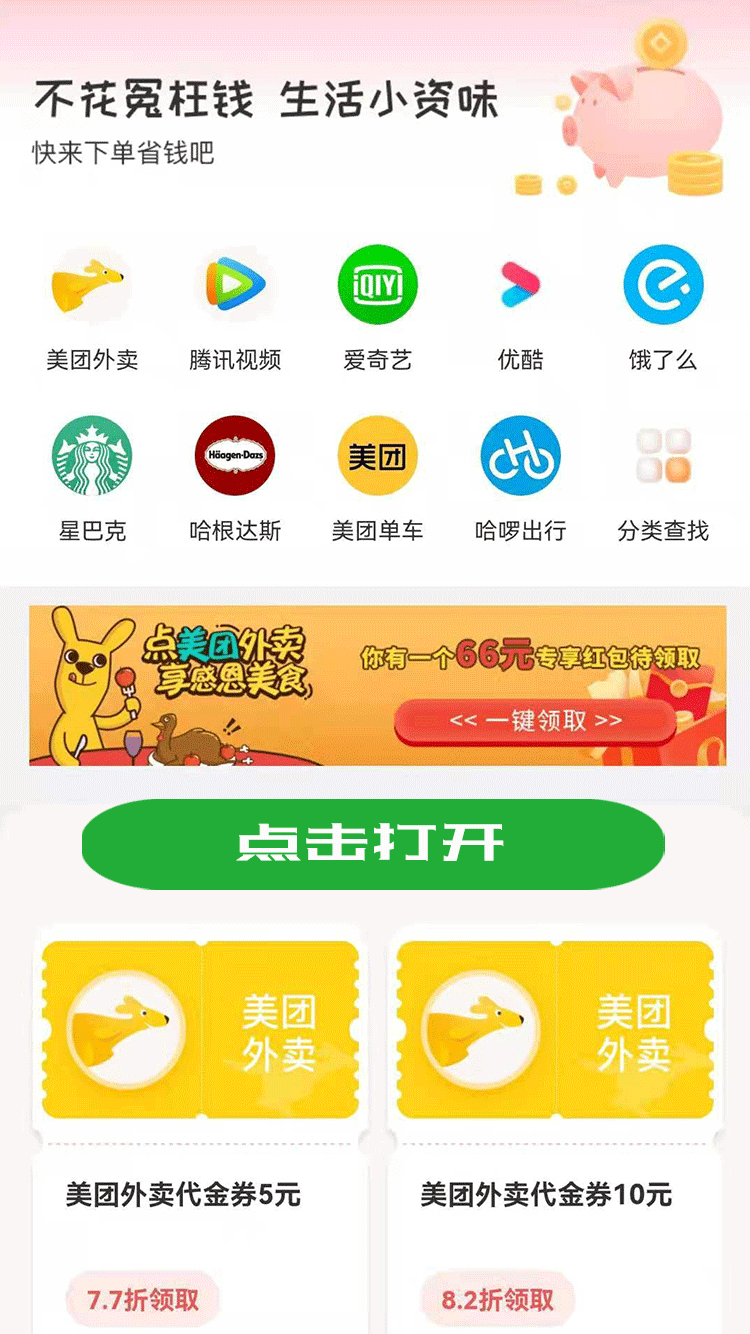 不花冤枉钱 生活小资味
快来下单省钱吧
iQIYI
美团外卖 腾讯视频 爱奇艺 优酷 饿了么
Häagen-Dazs
美团
星巴克 哈根达斯 美团单车 哈啰出行 分类查找
点美团外卖
享感恩美食
你有一个66元专享红包待领取
<< 一键领取 >>
点击打开
美团
外卖
美团
外卖
美团外卖代金券5元
美团外卖代金券10元
7.7折领取
8.2折领取